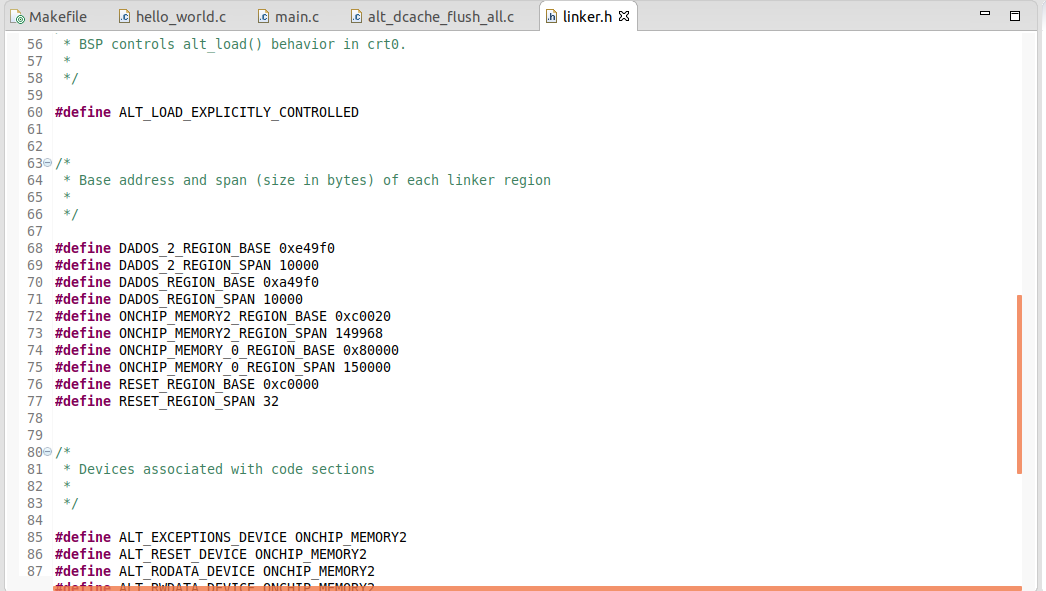 Makefile hello_world.c main.c alt_dcache_flush_all.c linker.h
56 * BSP controls alt_load() behavior in crt0.
57 *
58 */
59
60 #define ALT_LOAD_EXPLICITLY_CONTROLLED
61
62
63 /*
64 * Base address and span (size in bytes) of each linker region
65 *
66 */
67
68 #define DADOS_2_REGION_BASE 0xe49f0
69 #define DADOS_2_REGION_SPAN 10000
70 #define DADOS_REGION_BASE 0xa49f0
71 #define DADOS_REGION_SPAN 10000
72 #define ONCHIP_MEMORY2_REGION_BASE 0xc0020
73 #define ONCHIP_MEMORY2_REGION_SPAN 149968
74 #define ONCHIP_MEMORY_0_REGION_BASE 0x80000
75 #define ONCHIP_MEMORY_0_REGION_SPAN 150000
76 #define RESET_REGION_BASE 0xc0000
77 #define RESET_REGION_SPAN 32
78
79
80 /*
81 * Devices associated with code sections
82 *
83 */
84
85 #define ALT_EXCEPTIONS_DEVICE ONCHIP_MEMORY2
86 #define ALT_RESET_DEVICE ONCHIP_MEMORY2
87 #define ALT_RODATA_DEVICE ONCHIP_MEMORY2
#define ALT_RWDATA_DEVICE ONCHIP_MEMORY2